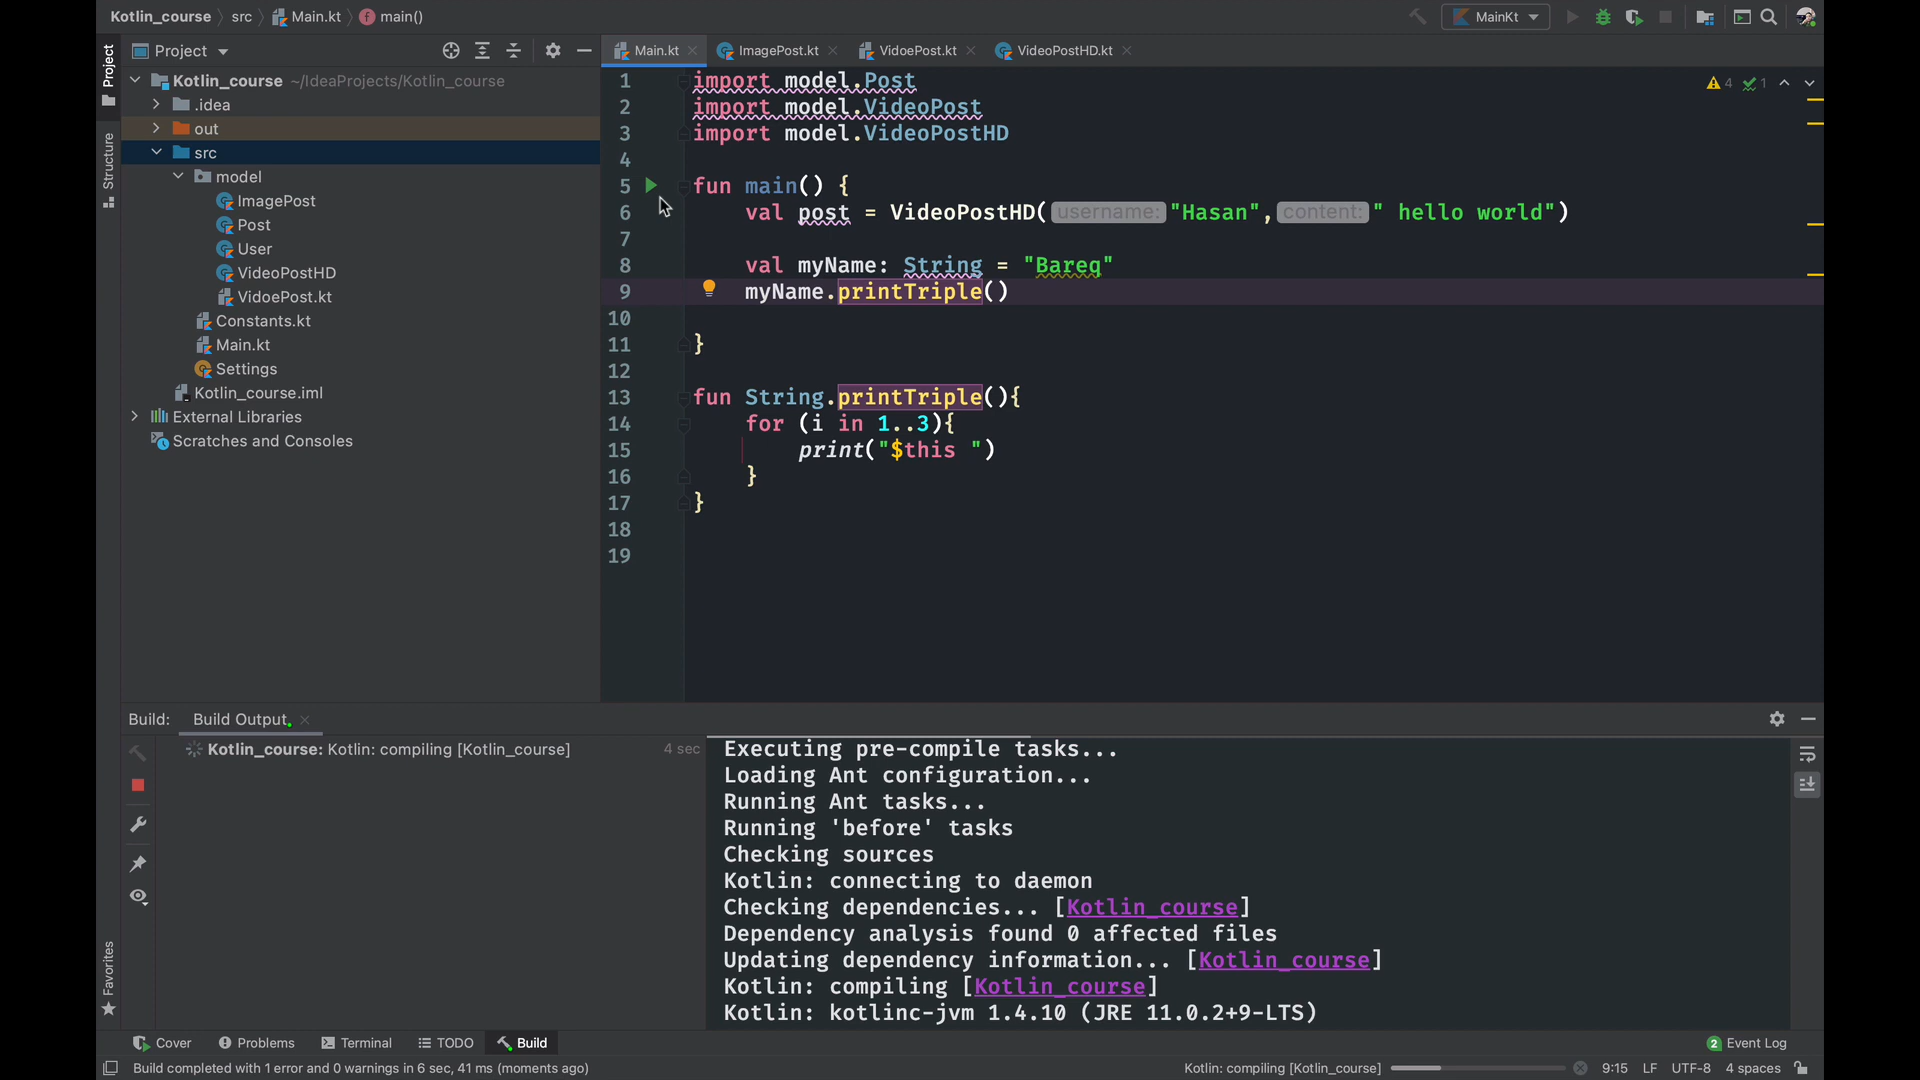 Kotlin_course
src
Main.kt
main()
MainKt
Project
Main.kt
ImagePost.kt
VidoePost.kt
VideoPostHD.kt
Project
Structure
Favorites
Kotlin_course ~/IdeaProjects/Kotlin_course
.idea
out
src
model
ImagePost
Post
User
VideoPostHD
VidoePost.kt
Constants.kt
Main.kt
Settings
Kotlin_course.iml
External Libraries
Scratches and Consoles
4 1
1 import model.Post
2 import model.VideoPost
3 import model.VideoPostHD
4
5 fun main() {
6 val post = VideoPostHD( username: "Hasan", content: " hello world")
7
8 val myName: String = "Bareq"
9 myName.printTriple()
10
11 }
12
13 fun String.printTriple(){
14 for (i in 1..3){
15 print("$this ")
16 }
17 }
18
19
Build: Build Output
Kotlin_course: Kotlin: compiling [Kotlin_course] 4 sec
Executing pre-compile tasks...
Loading Ant configuration...
Running Ant tasks...
Running 'before' tasks
Checking sources
Kotlin: connecting to daemon
Checking dependencies... [Kotlin_course]
Dependency analysis found 0 affected files
Updating dependency information... [Kotlin_course]
Kotlin: compiling [Kotlin_course]
Kotlin: kotlinc-jvm 1.4.10 (JRE 11.0.2+9-LTS)
Cover
Problems
Terminal
TODO
Build
2 Event Log
Build completed with 1 error and 0 warnings in 6 sec, 41 ms (moments ago)
Kotlin: compiling [Kotlin_course]
9:15 LF UTF-8 4 spaces